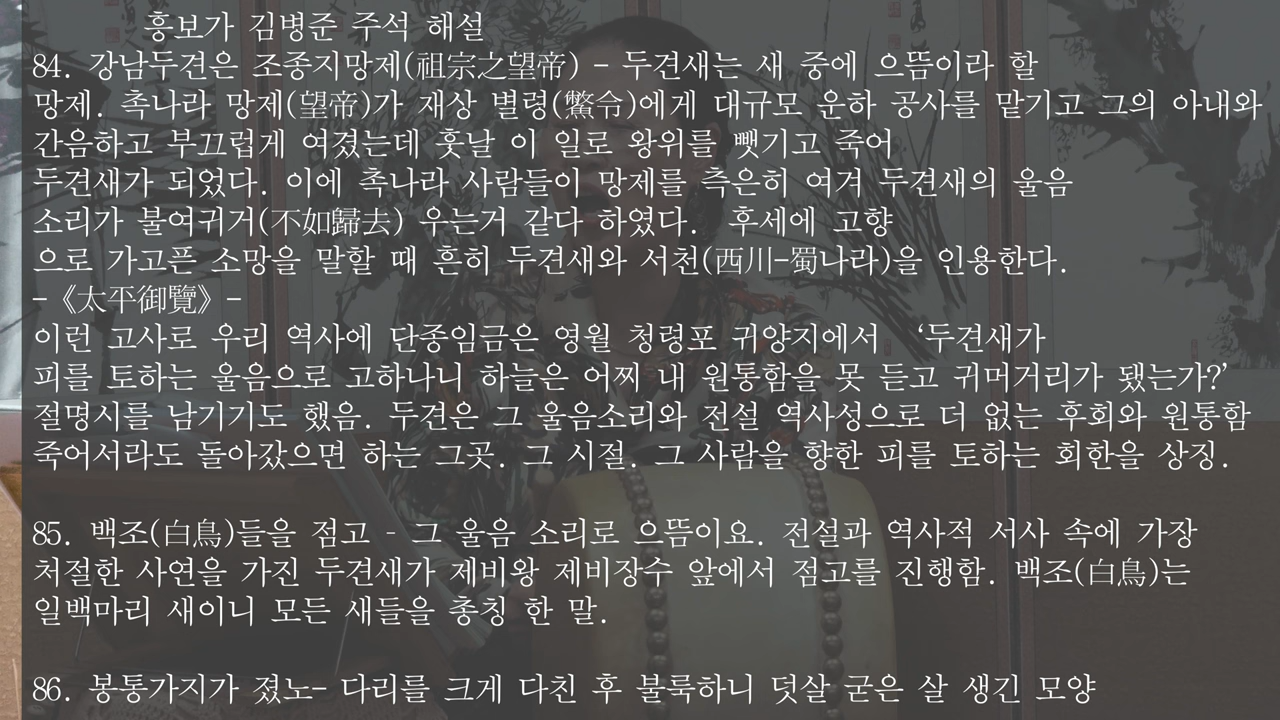 흥보가 김병준 주석 해설
84. 강남두견은 조종지망제(祖宗之望帝) - 두견새는 새 중에 으뜸이라 할
망제. 촉나라 망제(望帝)가 재상 별령(鱉令)에게 대규모 운하 공사를 맡기고 그의 아내와
간음하고 부끄럽게 여겼는데 훗날 이 일로 왕위를 뺏기고 죽어
두견새가 되었다. 이에 촉나라 사람들이 망제를 측은히 여겨 두견새의 울음
소리가 불여귀거(不如歸去) 우는거 같다 하였다. 후세에 고향
으로 가고픈 소망을 말할 때 흔히 두견새와 서천(西川-蜀나라)을 인용한다.
-《太平御覽》-
이런 고사로 우리 역사에 단종임금은 영월 청령포 귀양지에서 ‘두견새가
피를 토하는 울음으로 고하나니 하늘은 어찌 내 원통함을 못 듣고 귀머거리가 됐는가?’
절명시를 남기기도 했음. 두견은 그 울음소리와 전설 역사성으로 더 없는 후회와 원통함
죽어서라도 돌아갔으면 하는 그곳. 그 시절. 그 사람을 향한 피를 토하는 회한을 상징.
85. 백조(白鳥)들을 점고 - 그 울음 소리로 으뜸이요. 전설과 역사적 서사 속에 가장
처절한 사연을 가진 두견새가 제비왕 제비장수 앞에서 점고를 진행함. 백조(白鳥)는
일백마리 새이니 모든 새들을 총칭 한 말.
86. 봉통가지가 졌노- 다리를 크게 다친 후 불룩하니 덧살 굳은 살 생긴 모양